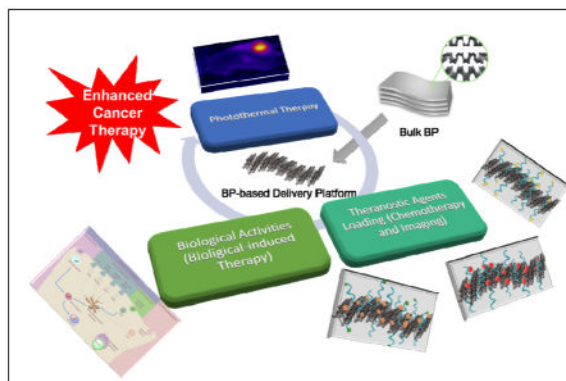 Enhanced
Cancer
Therapy
Photothermal Therpay
Bulk BP
BP-based Delivery Platform
Theranostic Agents
Loading (Chemotherapy
and Imaging)
Biological Activities
(Bioligical-induced
Therapy)